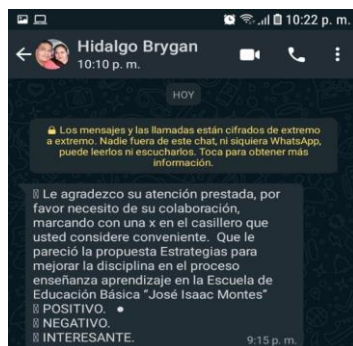 10:22 p. m.
Hidalgo Brygan
10:10 p. m.
HOY
Los mensajes y las llamadas están cifrados de extremo
a extremo. Nadie fuera de este chat, ni siquiera WhatsApp,
puede leerlos ni escucharlos. Toca para obtener más
información.
Le agradezco su atención prestada, por
favor necesito de su colaboración,
marcando con una x en el casillero que
usted considere conveniente. Que le
pareció la propuesta Estrategias para
mejorar la disciplina en el proceso
enseñanza aprendizaje en la Escuela de
Educación Básica "José Isaac Montes"
POSITIVO. •
NEGATIVO.
INTERESANTE.
9:15 p. m.